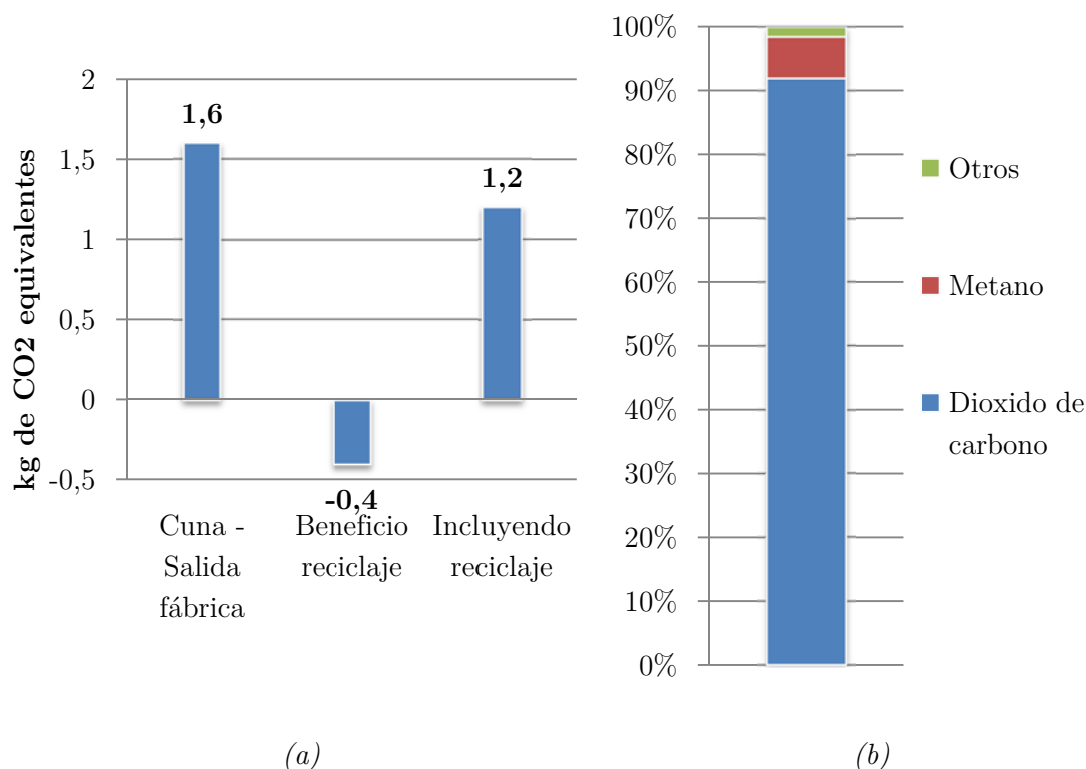 kg de CO2 equivalentes
2
1,5
1
0,5
0
-0,5
1,6
-0,4
1,2
Cuna -
Salida
fábrica
Beneficio
reciclaje
Incluyendo
reciclaje
(a)
100%
90%
80%
70%
60%
50%
40%
30%
20%
10%
0%
Otros
Metano
Dioxido de
carbono
(b)